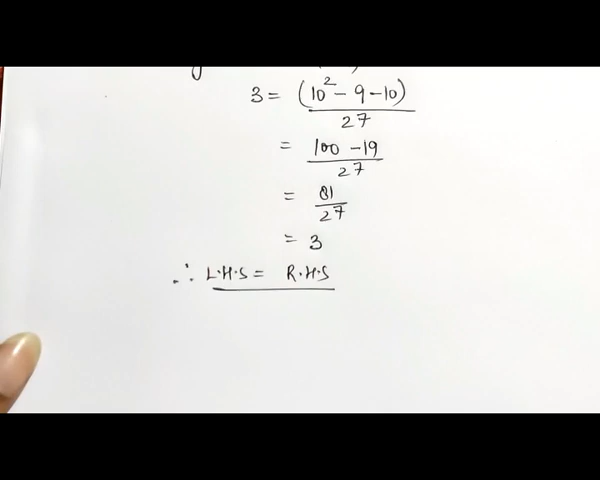 3 = (10² - 9 - 10)
27
= 100 - 19
27
= 81
27
= 3
∴ L.H.S = R.H.S